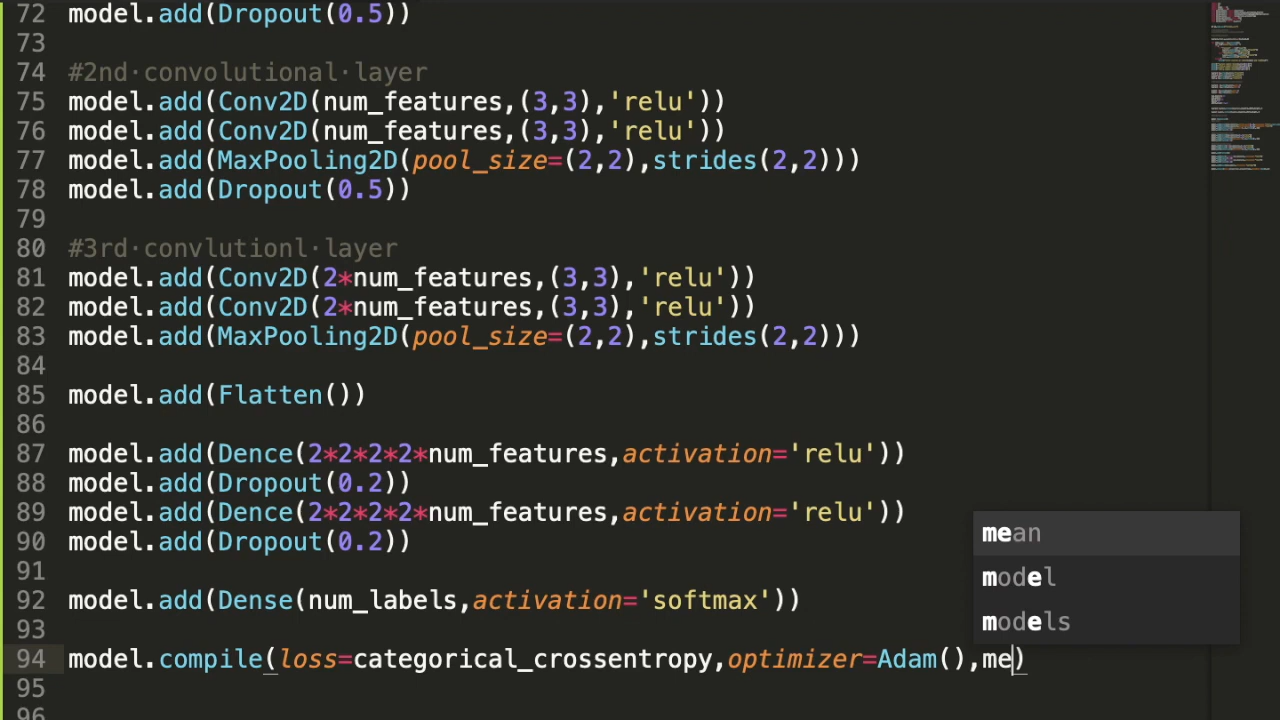 72 model.add(Dropout(0.5))
73
74 #2nd convolutional layer
75 model.add(Conv2D(num_features,(3,3),'relu'))
76 model.add(Conv2D(num_features,(3,3),'relu'))
77 model.add(MaxPooling2D(pool_size=(2,2),strides(2,2)))
78 model.add(Dropout(0.5))
79
80 #3rd convlutionl layer
81 model.add(Conv2D(2*num_features,(3,3),'relu'))
82 model.add(Conv2D(2*num_features,(3,3),'relu'))
83 model.add(MaxPooling2D(pool_size=(2,2),strides(2,2)))
84
85 model.add(Flatten())
86
87 model.add(Dence(2*2*2*2*num_features,activation='relu'))
88 model.add(Dropout(0.2))
89 model.add(Dence(2*2*2*2*num_features,activation='relu'))
90 model.add(Dropout(0.2))
mean
91
model
92 model.add(Dense(num_labels,activation='softmax'))
models
93
94 model.compile(loss=categorical_crossentropy,optimizer=Adam(),me)
95
96